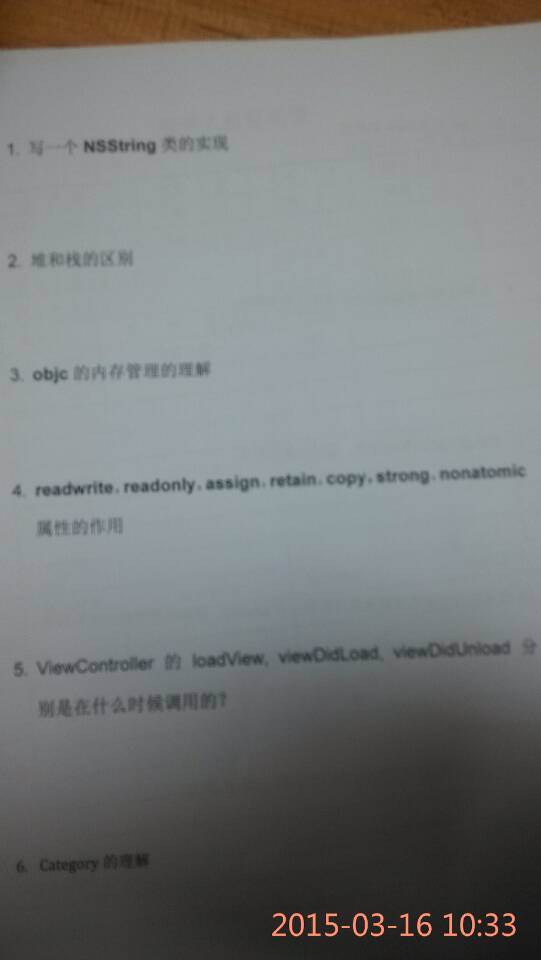 1. 写一个 NSString 类的实现
2. 堆和栈的区别
3. objc 的内存管理的理解
4. readwrite，readonly，assign，retain，copy，strong，nonatomic
属性的作用
5. ViewController 的 loadView, viewDidLoad, viewDidUnload 分
别是在什么时候调用的？
6. Category 的理解
2015-03-16 10:33